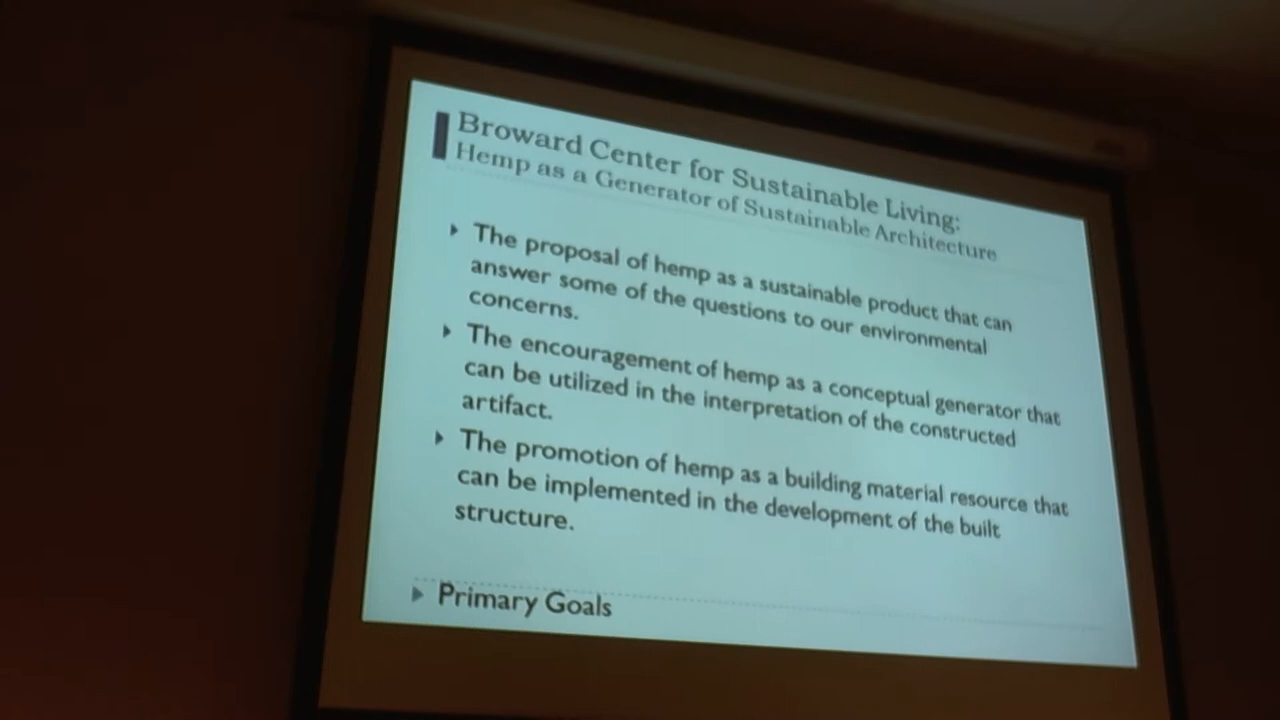 Broward Center for Sustainable Living:
Hemp as a Generator of Sustainable Architecture
The proposal of hemp as a sustainable product that can
answer some of the questions to our environmental
concerns.
The encouragement of hemp as a conceptual generator that
can be utilized in the interpretation of the constructed
artifact.
The promotion of hemp as a building material resource that
can be implemented in the development of the built
structure.
Primary Goals